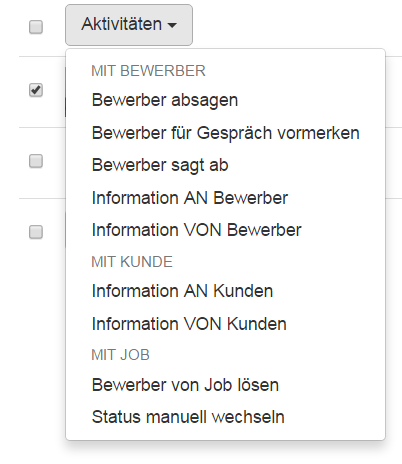 Aktivitäten
MIT BEWERBER
Bewerber absagen
Bewerber für Gespräch vormerken
Bewerber sagt ab
Information AN Bewerber
Information VON Bewerber
MIT KUNDE
Information AN Kunden
Information VON Kunden
MIT JOB
Bewerber von Job lösen
Status manuell wechseln